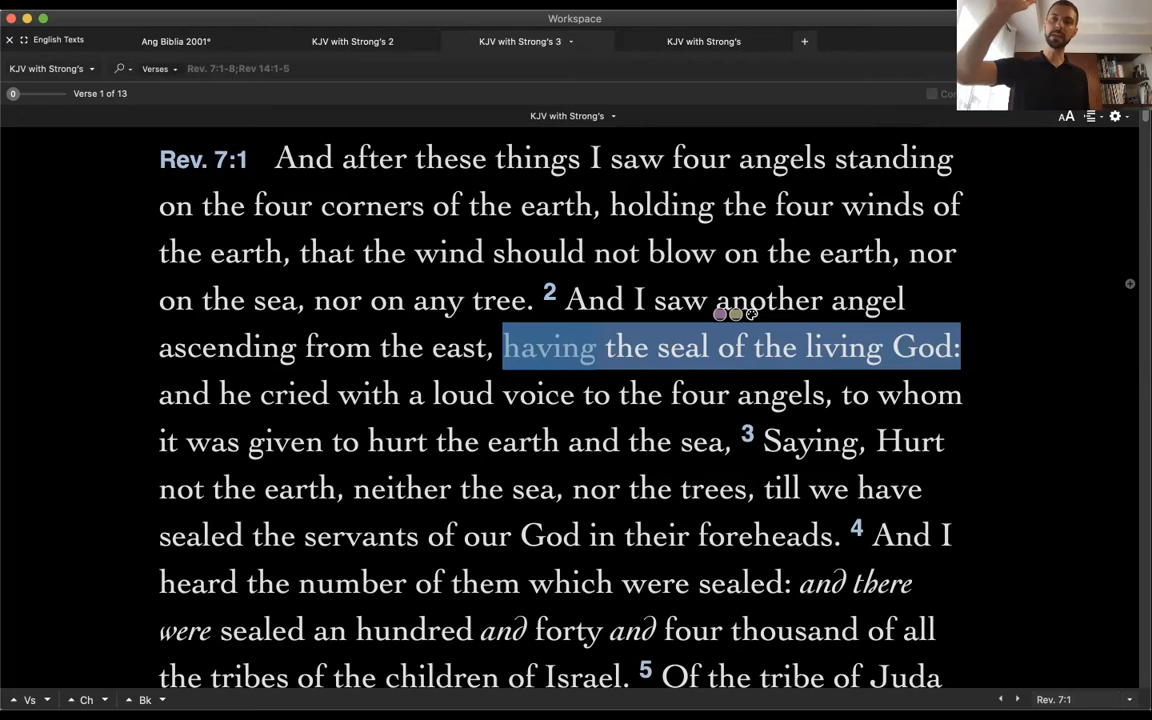 Workspace
English Texts
Ang Biblia 2001°
KJV with Strong's 2
KJV with Strong's 3
KJV with Strong's
+
KJV with Strong's
Verses
Rev. 7:1-8;Rev 14:1-5
0
Verse 1 of 13
KJV with Strong's
AA
Rev. 7:1 And after these things I saw four angels standing
on the four corners of the earth, holding the four winds of
the earth, that the wind should not blow on the earth, nor
on the sea, nor on any tree. 2 And I saw another angel
ascending from the east, having the seal of the living God:
and he cried with a loud voice to the four angels, to whom
it was given to hurt the earth and the sea, 3 Saying, Hurt
not the earth, neither the sea, nor the trees, till we have
sealed the servants of our God in their foreheads. 4 And I
heard the number of them which were sealed: and there
were sealed an hundred and forty and four thousand of all
the tribes of the children of Israel. 5 Of the tribe of Juda
Vs
Ch
Bk
Rev. 7:1